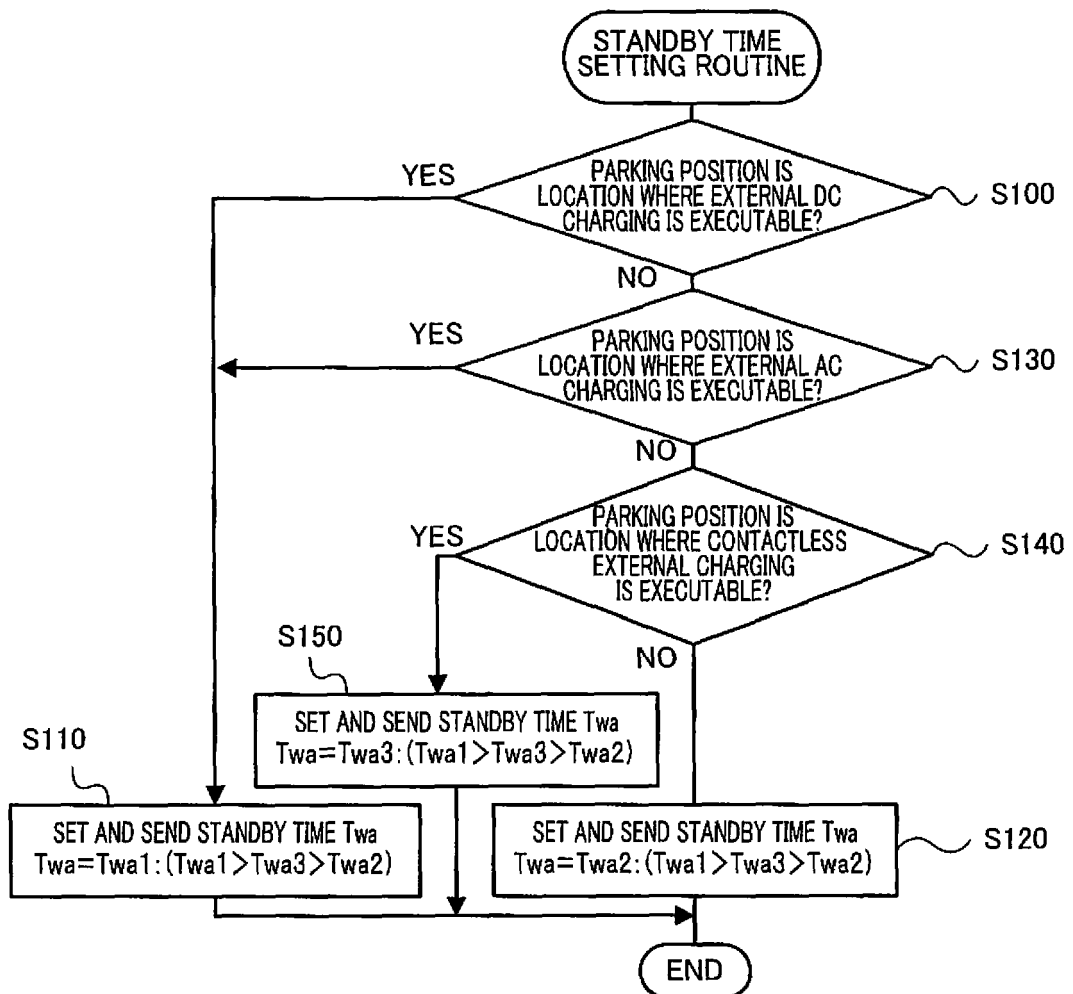 STANDBY TIME
SETTING ROUTINE
YES
PARKING POSITION IS
LOCATION WHERE EXTERNAL DC
CHARGING IS EXECUTABLE?
S100
NO
YES
PARKING POSITION IS
LOCATION WHERE EXTERNAL AC
CHARGING IS EXECUTABLE?
S130
NO
YES
PARKING POSITION IS
LOCATION WHERE CONTACTLESS
EXTERNAL CHARGING
IS EXECUTABLE?
S140
NO
S150
SET AND SEND STANDBY TIME Twa
Twa=Twa3:(Twa1>Twa3>Twa2)
S110
SET AND SEND STANDBY TIME Twa
Twa=Twa1:(Twa1>Twa3>Twa2)
SET AND SEND STANDBY TIME Twa
Twa=Twa2:(Twa1>Twa3>Twa2)
S120
END